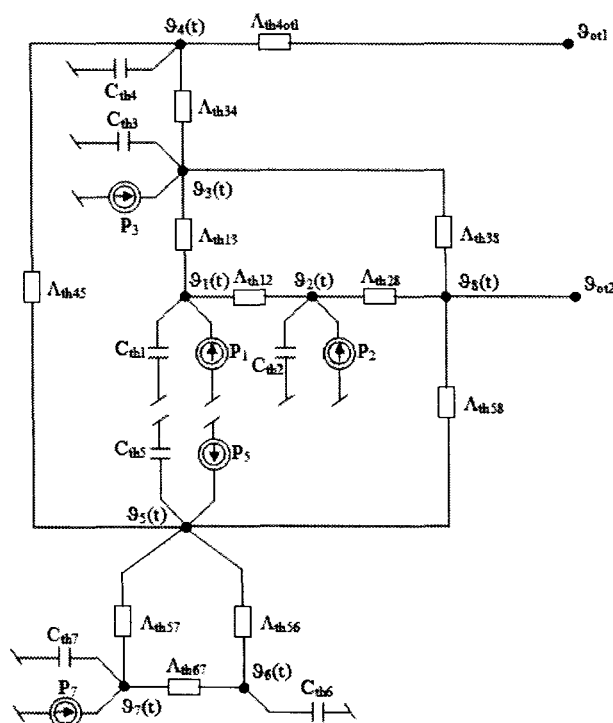 ϑ4(t)
Λth4ot1
ϑot1
Cth4
Λth34
Cth3
ϑ3(t)
P3
Λth13
Λth38
Λth45
ϑ1(t)
Λth12
ϑ2(t)
Λth28
ϑ8(t)
ϑot2
Cth1
P1
Cth2
P2
Λth58
Cth5
P5
ϑ5(t)
Λth57
Λth56
Cth7
Λth67
ϑ6(t)
P7
ϑ7(t)
Cth6